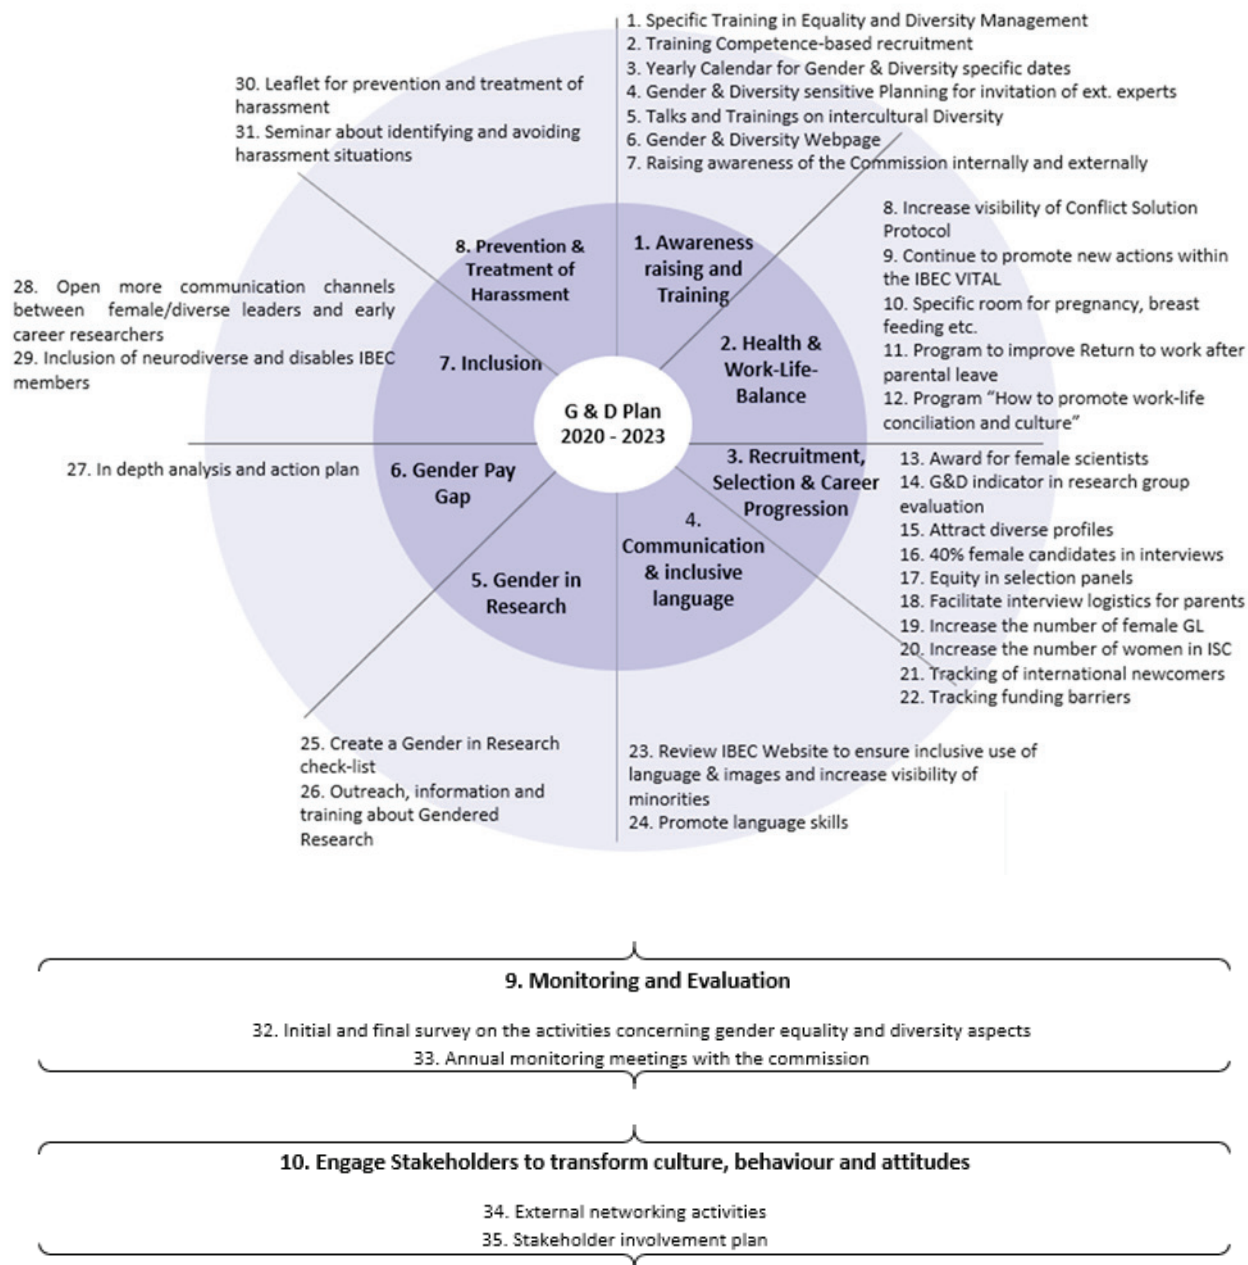 1. Specific Training in Equality and Diversity Management
2. Training Competence-based recruitment
3. Yearly Calendar for Gender & Diversity specific dates
4. Gender & Diversity sensitive Planning for invitation of ext. experts
5. Talks and Trainings on intercultural Diversity
6. Gender & Diversity Webpage
7. Raising awareness of the Commission internally and externally
30. Leaflet for prevention and treatment of
harassment
31. Seminar about identifying and avoiding
harassment situations
8. Increase visibility of Conflict Solution
Protocol
9. Continue to promote new actions within
the IBEC VITAL
10. Specific room for pregnancy, breast
feeding etc.
11. Program to improve Return to work after
parental leave
12. Program “How to promote work-life
conciliation and culture”
8. Prevention &
Treatment of
Harassment
1. Awareness
raising and
Training
28. Open more communication channels
between female/diverse leaders and early
career researchers
29. Inclusion of neurodiverse and disables IBEC
members
7. Inclusion
2. Health &
Work-Life-
Balance
G & D Plan
2020 - 2023
27. In depth analysis and action plan
6. Gender Pay
Gap
3. Recruitment,
Selection & Career
Progression
13. Award for female scientists
14. G&D indicator in research group
evaluation
15. Attract diverse profiles
16. 40% female candidates in interviews
17. Equity in selection panels
18. Facilitate interview logistics for parents
19. Increase the number of female GL
20. Increase the number of women in ISC
21. Tracking of international newcomers
22. Tracking funding barriers
4.
Communication
& inclusive
language
5. Gender in
Research
25. Create a Gender in Research
check-list
26. Outreach, information and
training about Gendered
Research
23. Review IBEC Website to ensure inclusive use of
language & images and increase visibility of
minorities
24. Promote language skills
9. Monitoring and Evaluation
32. Initial and final survey on the activities concerning gender equality and diversity aspects
33. Annual monitoring meetings with the commission
10. Engage Stakeholders to transform culture, behaviour and attitudes
34. External networking activities
35. Stakeholder involvement plan